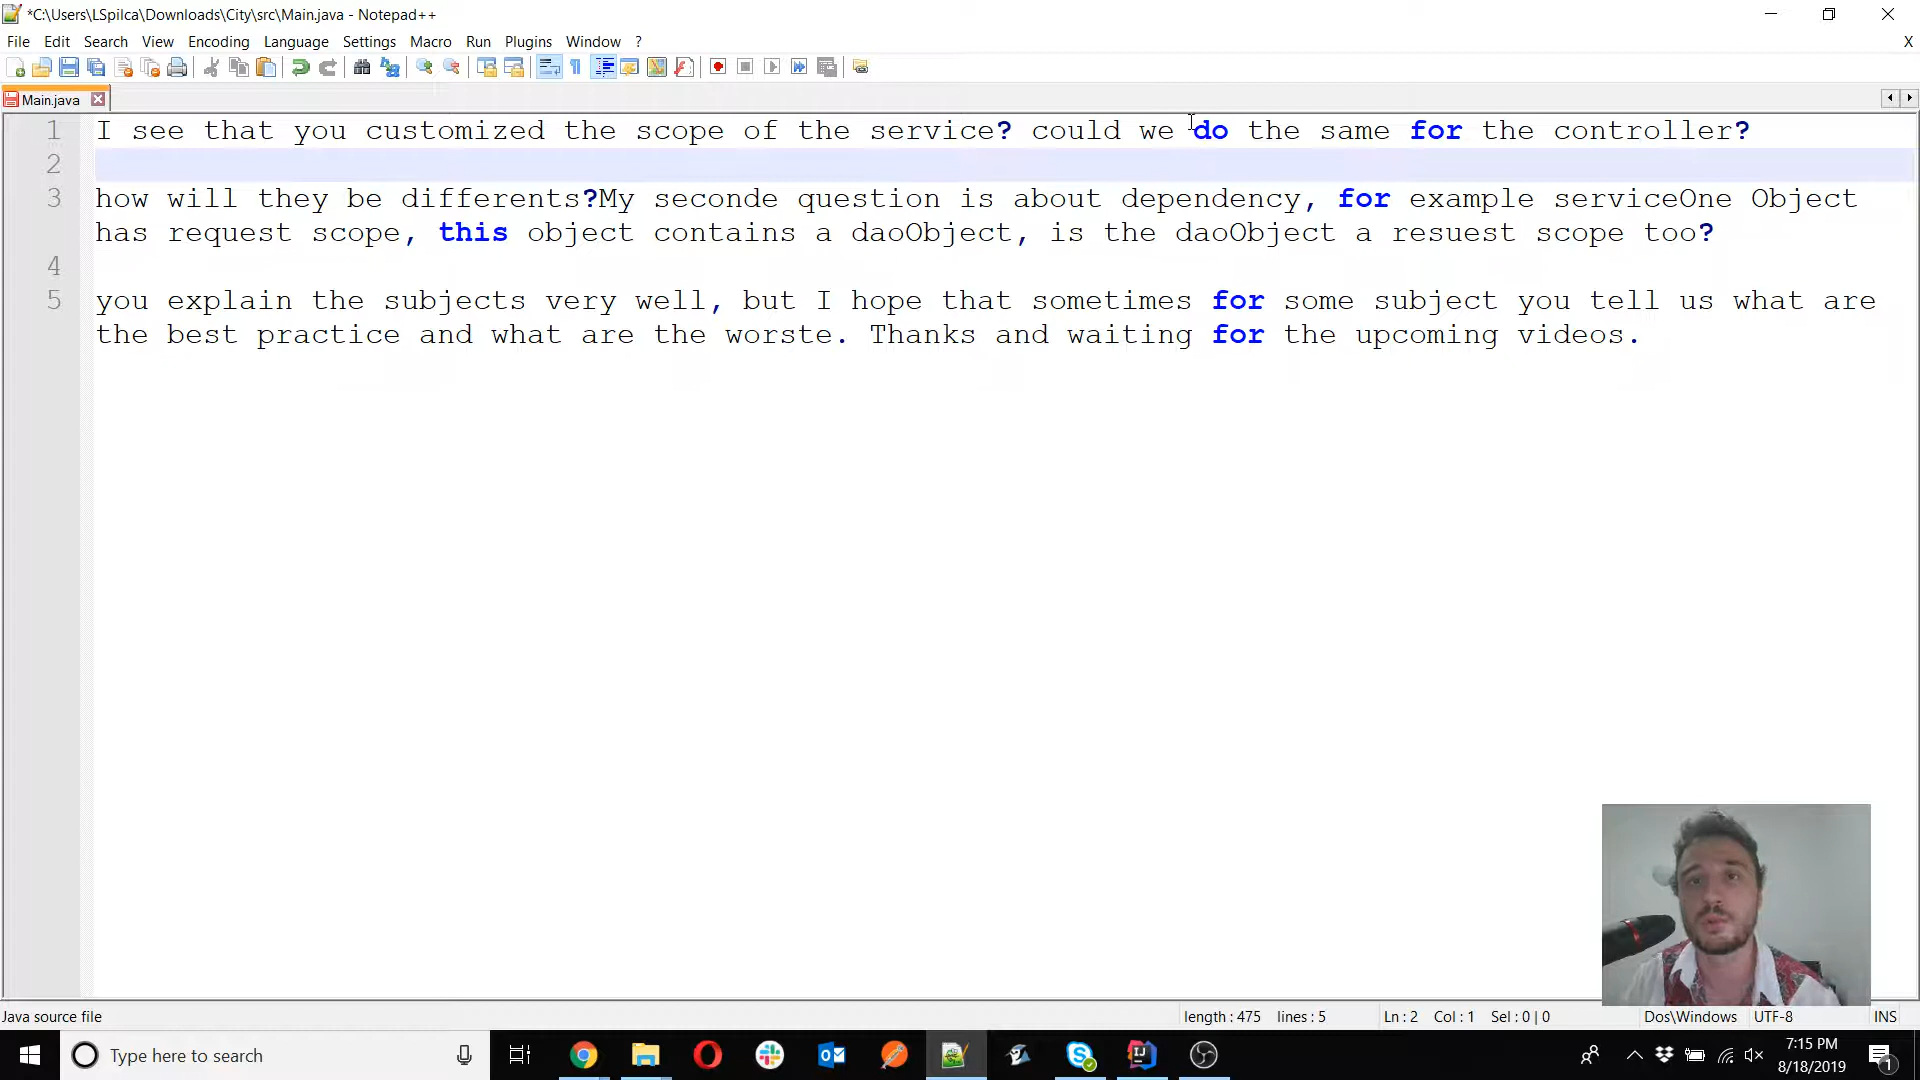 *C:\Users\LSpilca\Downloads\City\src\Main.java - Notepad++
File Edit Search View Encoding Language Settings Macro Run Plugins Window ? X
Main.java
1 I see that you customized the scope of the service? could we do the same for the controller?
2
3 how will they be differents?My seconde question is about dependency, for example serviceOne Object
has request scope, this object contains a daoObject, is the daoObject a resuest scope too?
4
5 you explain the subjects very well, but I hope that sometimes for some subject you tell us what are
the best practice and what are the worste. Thanks and waiting for the upcoming videos.
Java source file length : 475 lines : 5 Ln : 2 Col : 1 Sel : 0 | 0 Dos\Windows UTF-8 INS
Type here to search
7:15 PM
8/18/2019
1